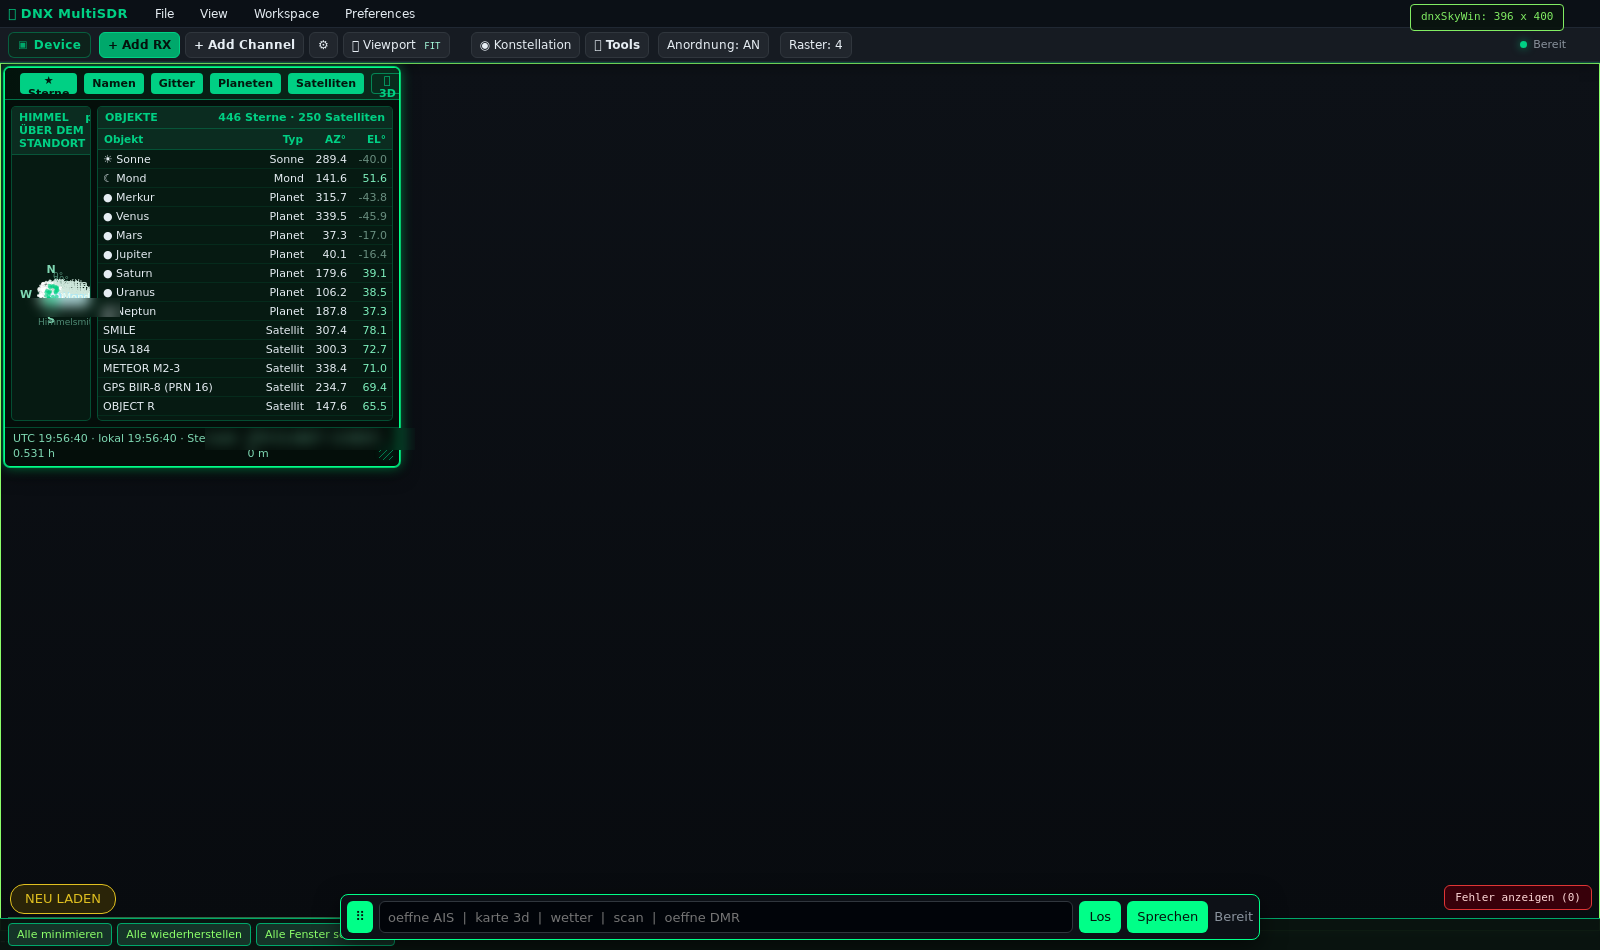 DNX MultiSDR File View Workspace Preferences
dnxSkyWin: 396 x 400
Device + Add RX + Add Channel ⚙ Viewport FIT ◉ Konstellation Tools Anordnung: AN Raster: 4 Bereit
★ Sterne Namen Gitter Planeten Satelliten 3D
HIMMEL
ÜBER DEM
STANDORT
N
W
S
OBJEKTE 446 Sterne · 250 Satelliten
Objekt Typ AZ° EL°
☀ Sonne Sonne 289.4 -40.0
☾ Mond Mond 141.6 51.6
● Merkur Planet 315.7 -43.8
● Venus Planet 339.5 -45.9
● Mars Planet 37.3 -17.0
● Jupiter Planet 40.1 -16.4
● Saturn Planet 179.6 39.1
● Uranus Planet 106.2 38.5
Neptun Planet 187.8 37.3
SMILE Satellit 307.4 78.1
USA 184 Satellit 300.3 72.7
METEOR M2-3 Satellit 338.4 71.0
GPS BIIR-8 (PRN 16) Satellit 234.7 69.4
OBJECT R Satellit 147.6 65.5
UTC 19:56:40 · lokal 19:56:40 · Ste
0.531 h 0 m
NEU LADEN
oeffne AIS | karte 3d | wetter | scan | oeffne DMR Los Sprechen Bereit
Fehler anzeigen (0)
Alle minimieren Alle wiederherstellen Alle Fenster